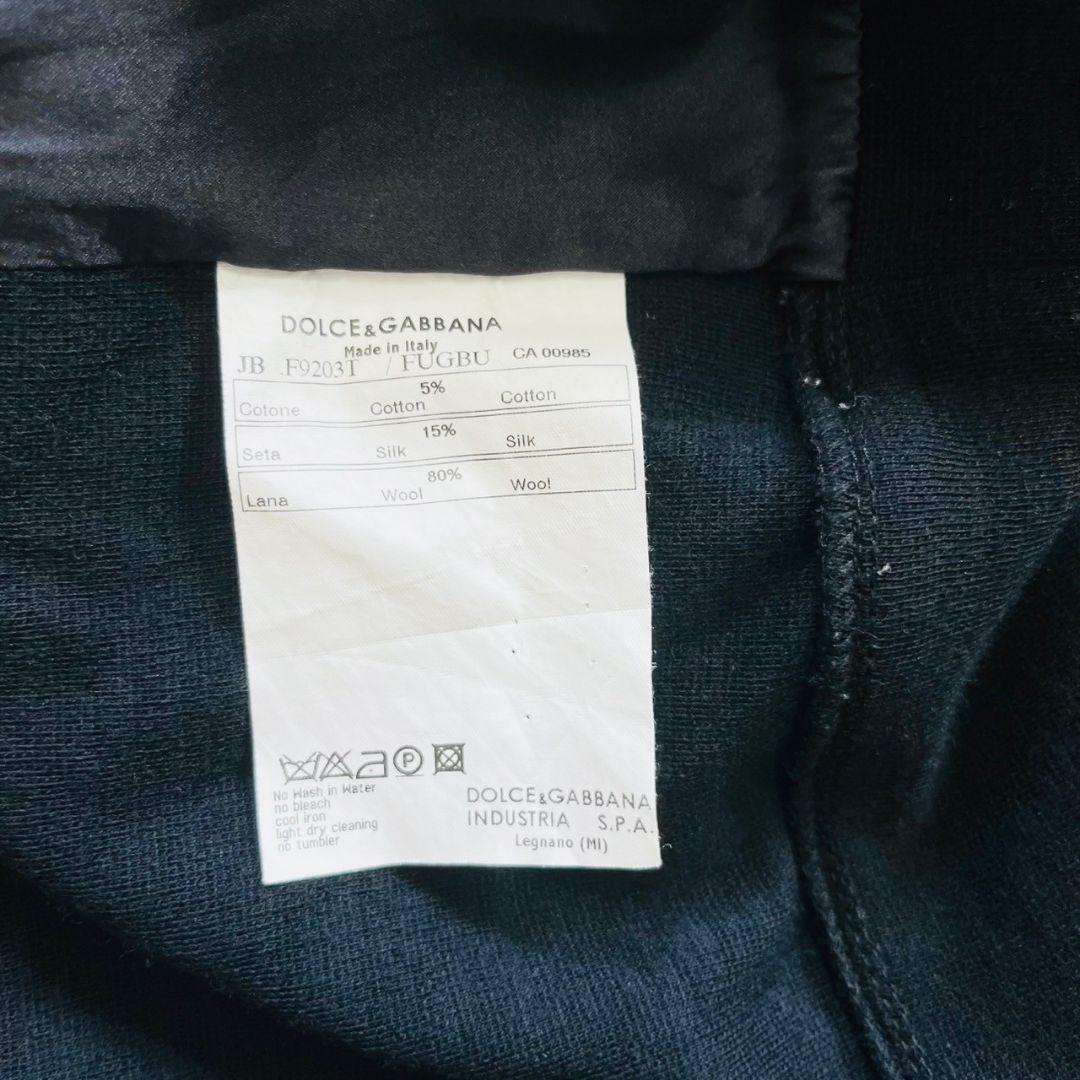 DOLCE&GABBANA
Made in Italy
JB .F9203T / FUGBU CA 00985
5%
Cotone Cotton Cotton
15%
Seta Silk Silk
80%
Lana Wool Wool
P
No Wash in Water
no bleach
cool iron
light dry cleaning
no tumbler
DOLCE&GABBANA
INDUSTRIA S.P.A.
Legnano (MI)